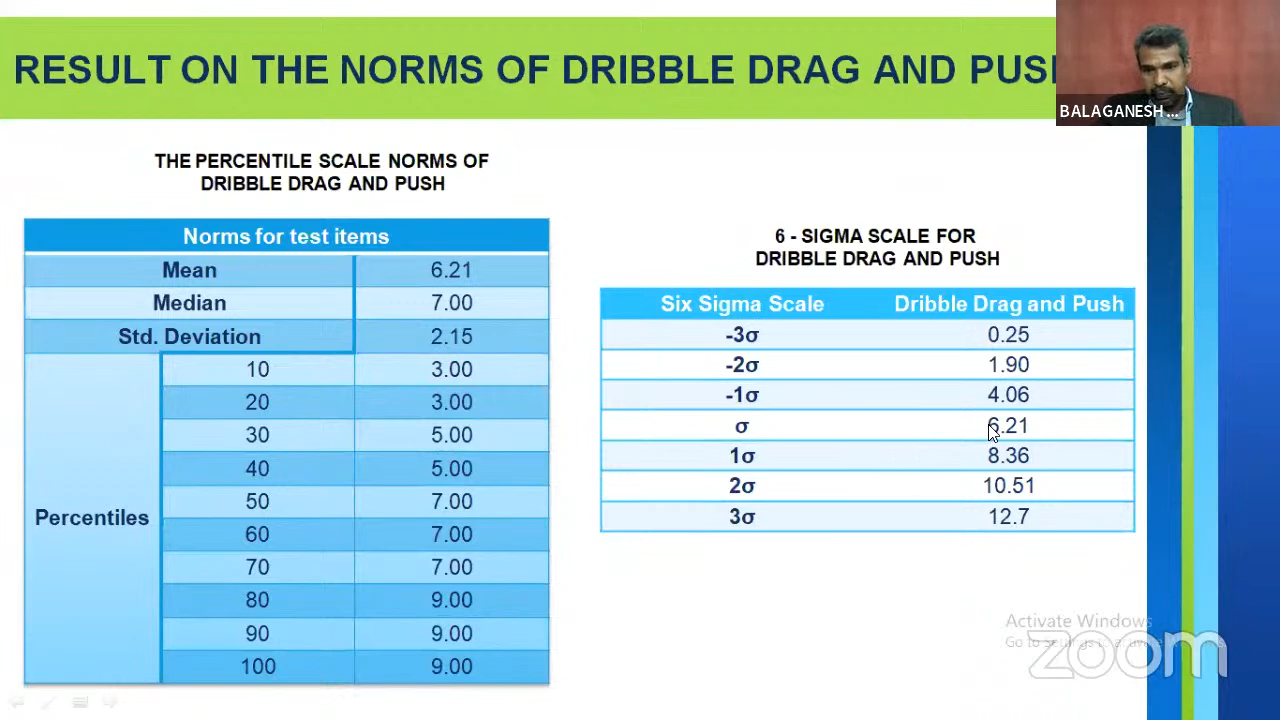 RESULT ON THE NORMS OF DRIBBLE DRAG AND PUSH
BALAGANESH ...
THE PERCENTILE SCALE NORMS OF
DRIBBLE DRAG AND PUSH
Norms for test items
Mean 6.21
Median 7.00
Std. Deviation 2.15
Percentiles
10 3.00
20 3.00
30 5.00
40 5.00
50 7.00
60 7.00
70 7.00
80 9.00
90 9.00
100 9.00
6 - SIGMA SCALE FOR
DRIBBLE DRAG AND PUSH
Six Sigma Scale Dribble Drag and Push
-3σ 0.25
-2σ 1.90
-1σ 4.06
σ 6.21
1σ 8.36
2σ 10.51
3σ 12.7
Activate Windows
Go to Settings to activate
zoom